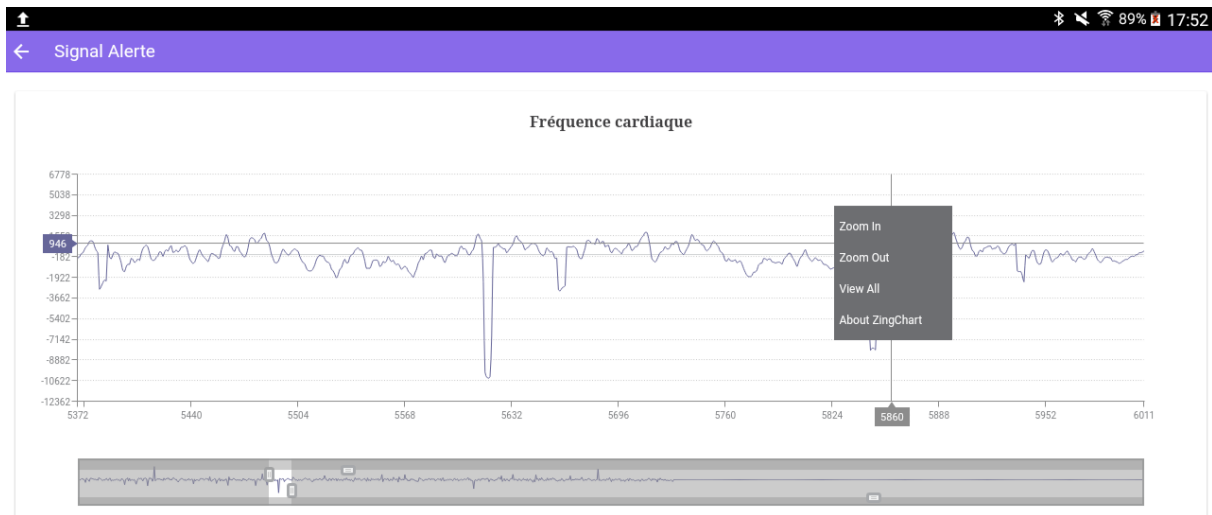 89% 17:52
Signal Alerte
Fréquence cardiaque
6778
5038
3298
946
-182
-1922
-3662
-5402
-7142
-8882
-10622
-12362
Zoom In
Zoom Out
View All
About ZingChart
5372 5440 5504 5568 5632 5696 5760 5824 5860 5888 5952 6011